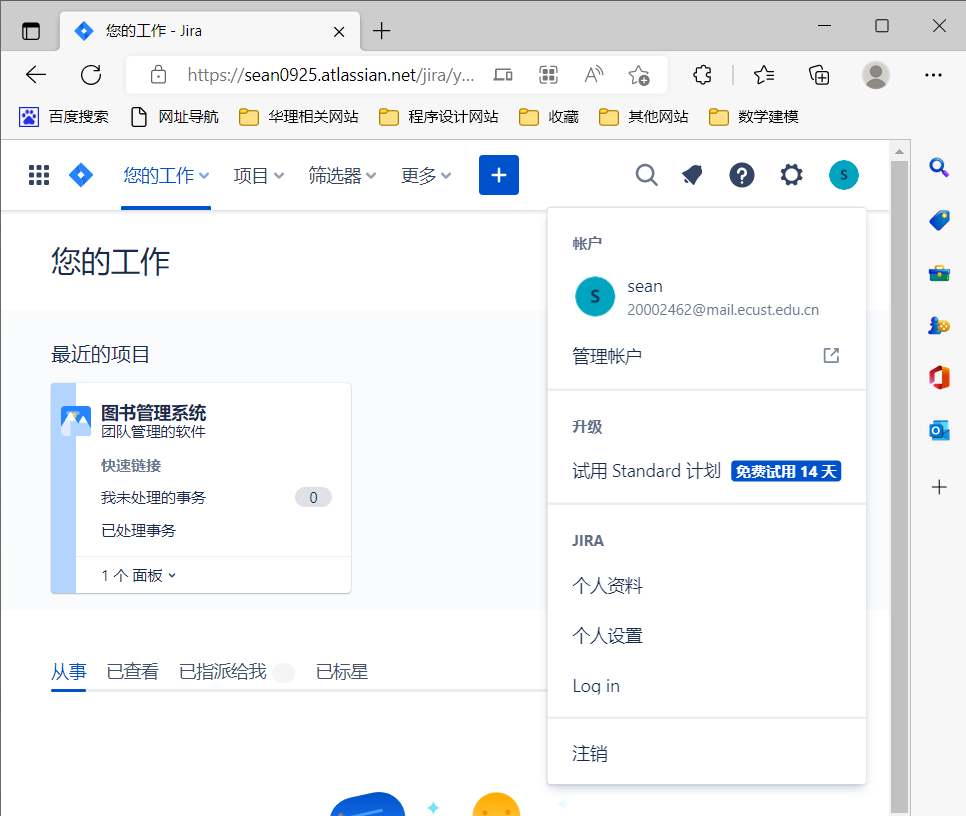 您的工作 - Jira
https://sean0925.atlassian.net/jira/y...
百度搜索 网址导航 华理相关网站 程序设计网站 收藏 其他网站 数学建模
您的工作 项目 筛选器 更多 S
您的工作
帐户
S
sean
20002462@mail.ecust.edu.cn
管理帐户
升级
试用 Standard 计划 免费试用 14 天
JIRA
个人资料
个人设置
Log in
注销
最近的项目
图书管理系统
团队管理的软件
快速链接
我未处理的事务 0
已处理事务
1 个 面板
从事 已查看 已指派给我 已标星